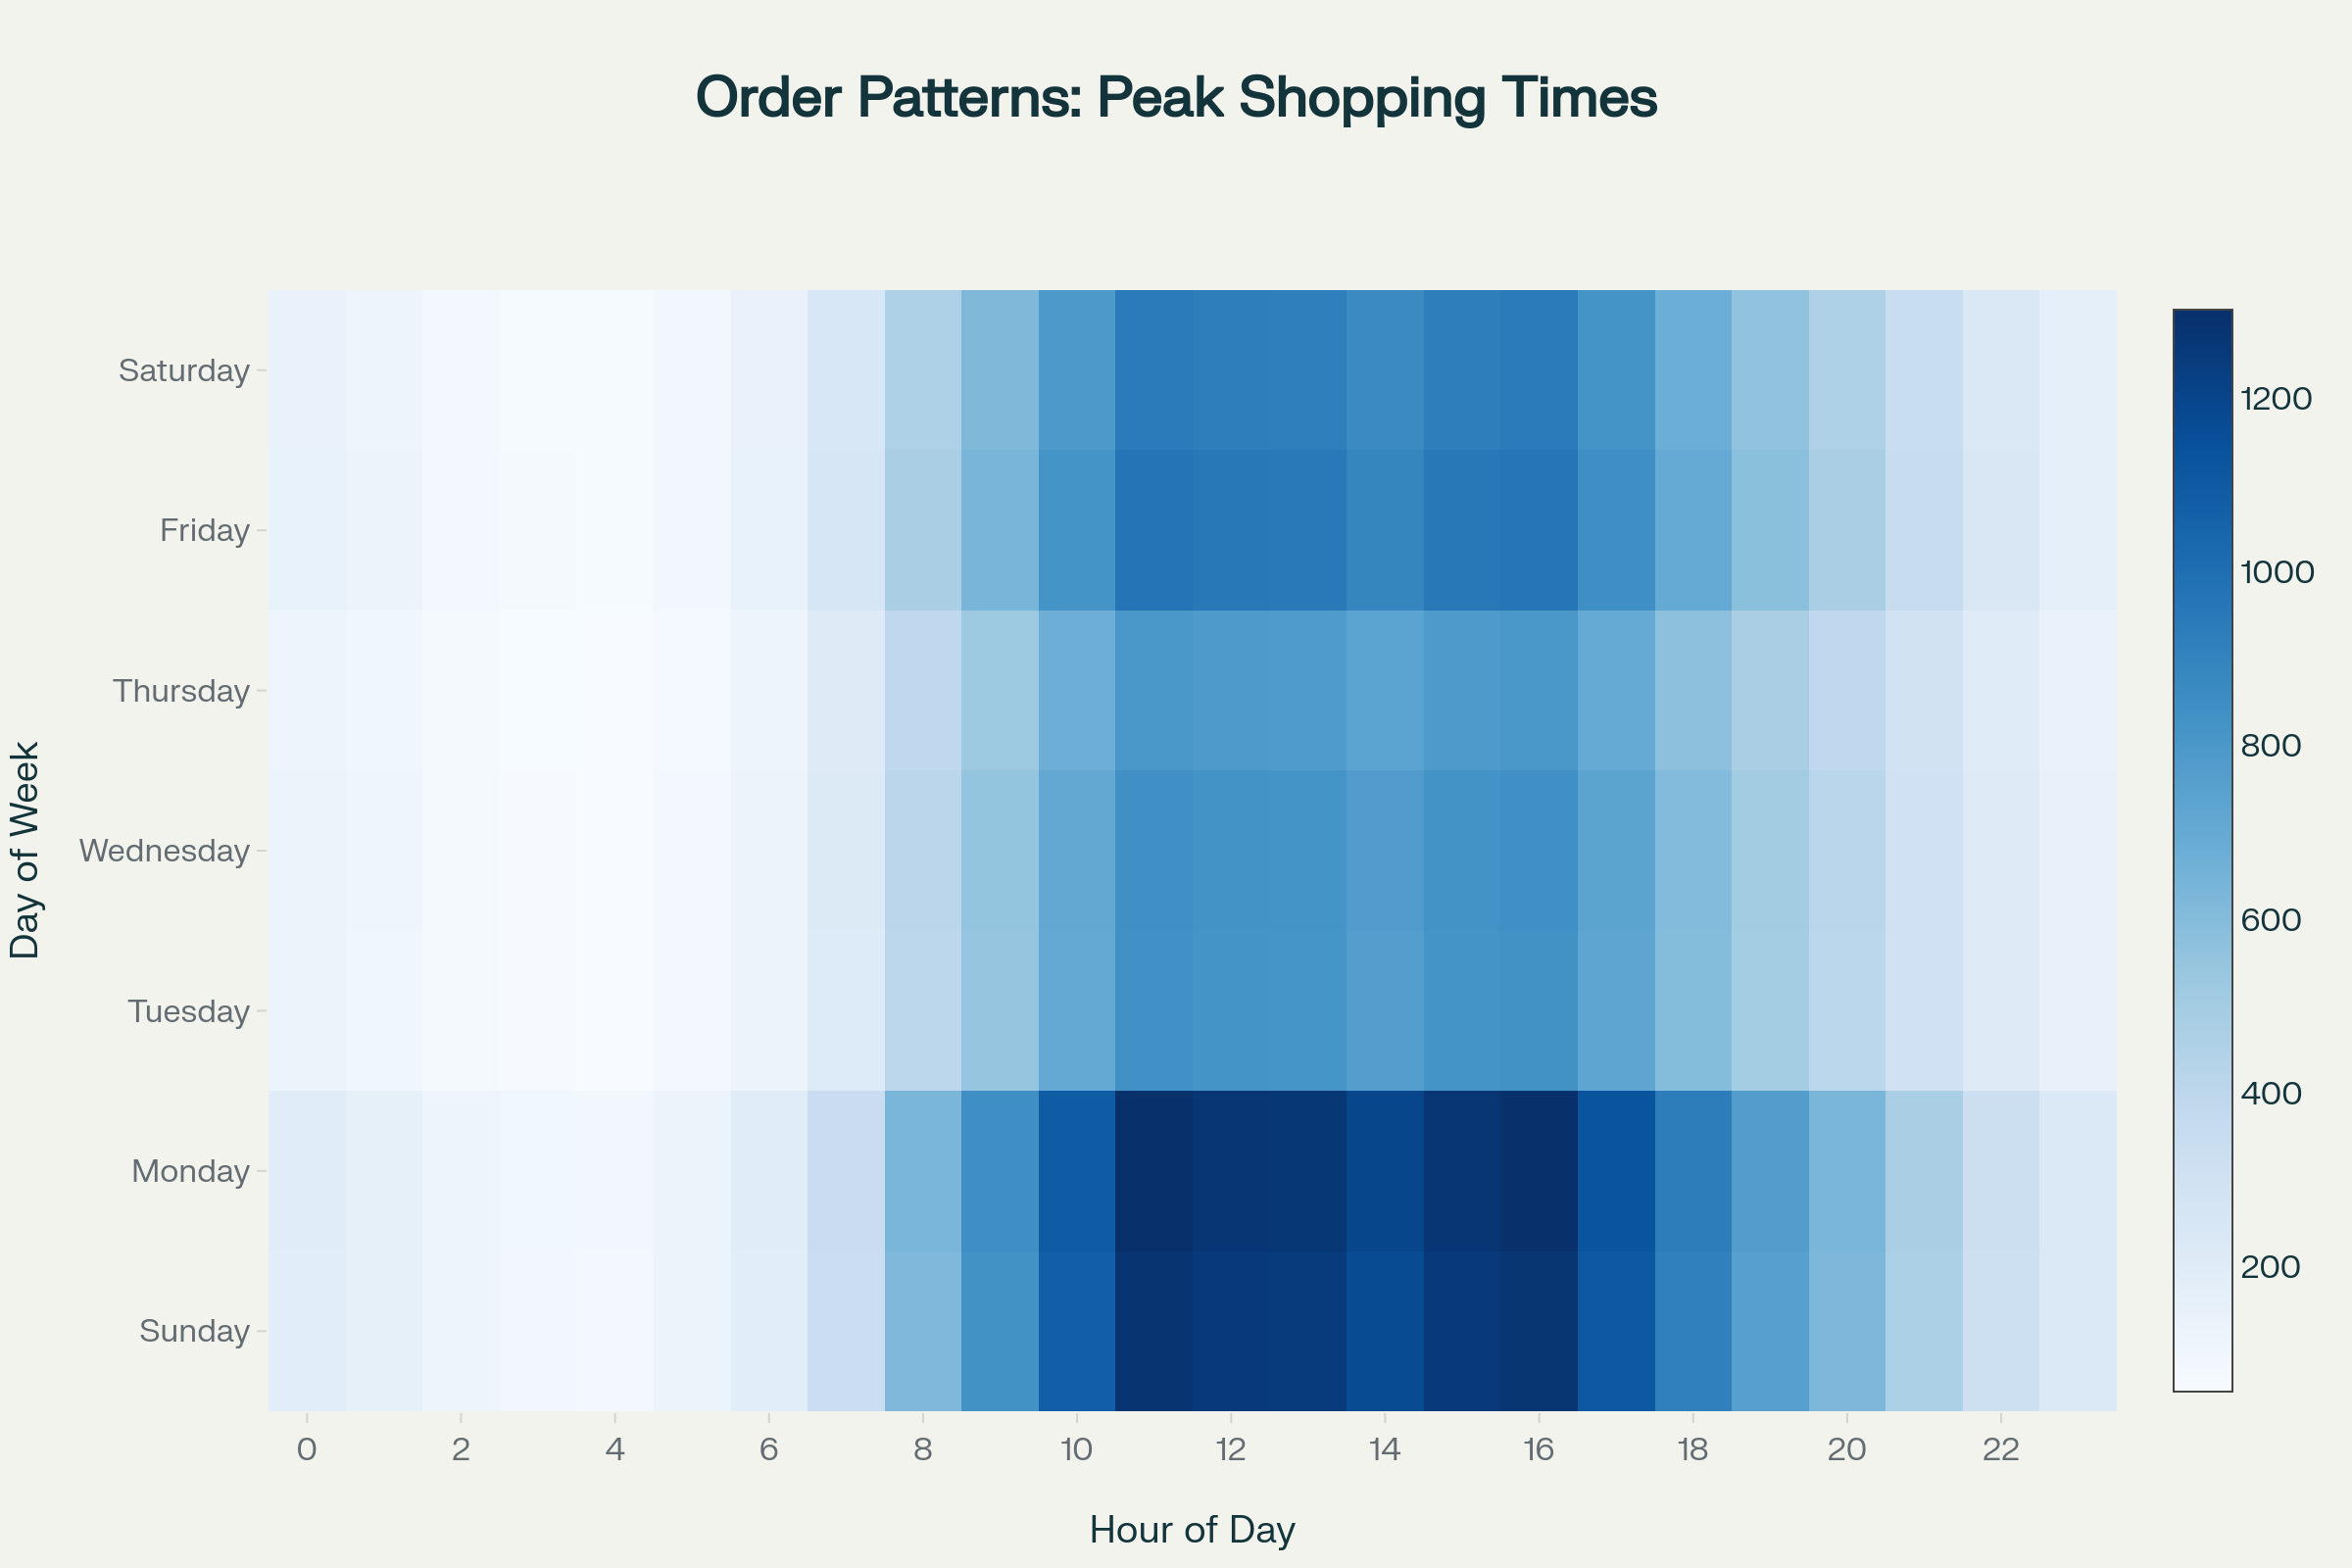 Order Patterns: Peak Shopping Times
Day of Week
Saturday
Friday
Thursday
Wednesday
Tuesday
Monday
Sunday
0 2 4 6 8 10 12 14 16 18 20 22
Hour of Day
1200
1000
800
600
400
200